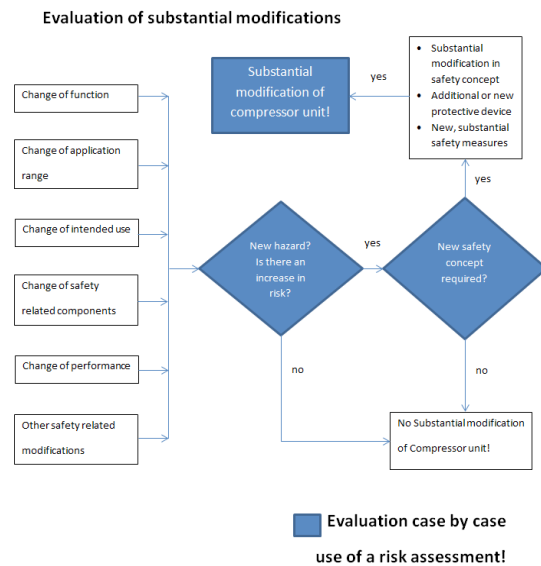 Evaluation of substantial modifications
Change of function
Change of application
range
Change of intended use
Change of safety
related components
Change of performance
Other safety related
modifications
New hazard?
Is there an
increase in
risk?
yes
no
New safety
concept
required?
yes
no
• Substantial
modification in
safety concept
• Additional or new
protective device
• New, substantial
safety measures
yes
Substantial
modification of
compressor unit!
No Substantial modification
of Compressor unit!
Evaluation case by case
use of a risk assessment!